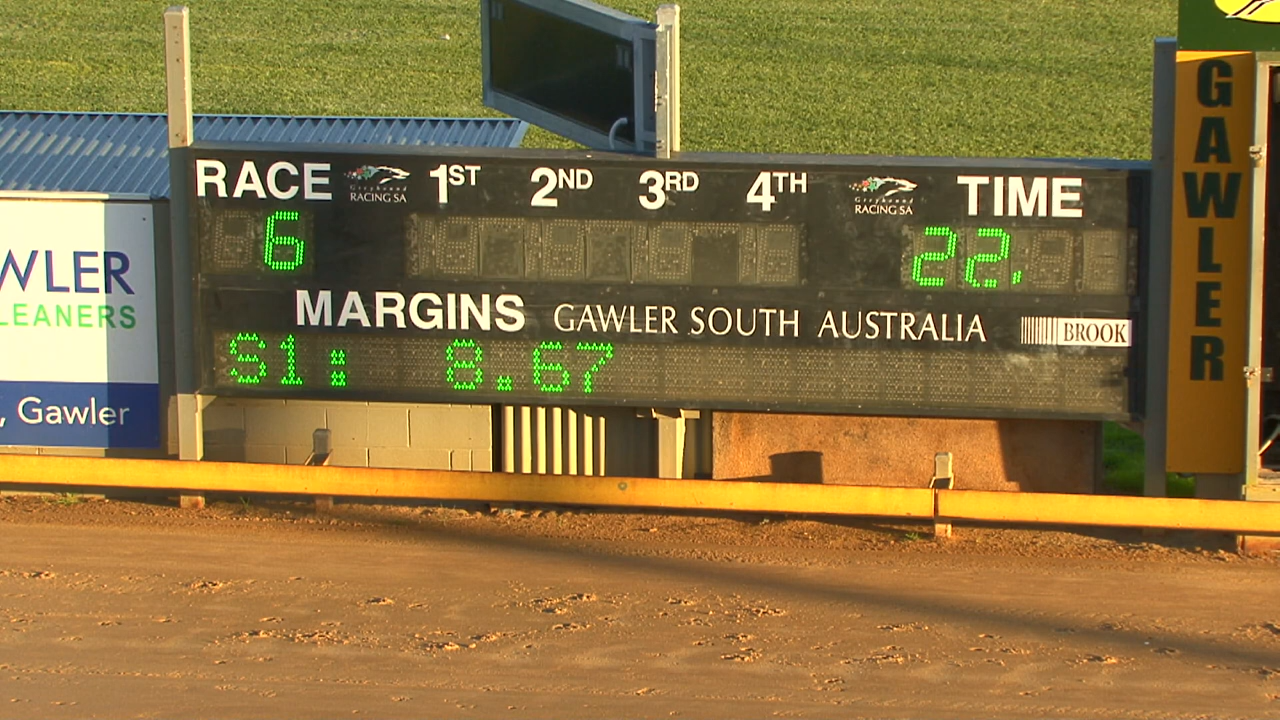 RACE Greyhound RACING SA 1ST 2ND 3RD 4TH Greyhound RACING SA TIME
6 22.
MARGINS GAWLER SOUTH AUSTRALIA BROOK
S1: 8.67
WLER
LEANERS
, Gawler
GAWLER